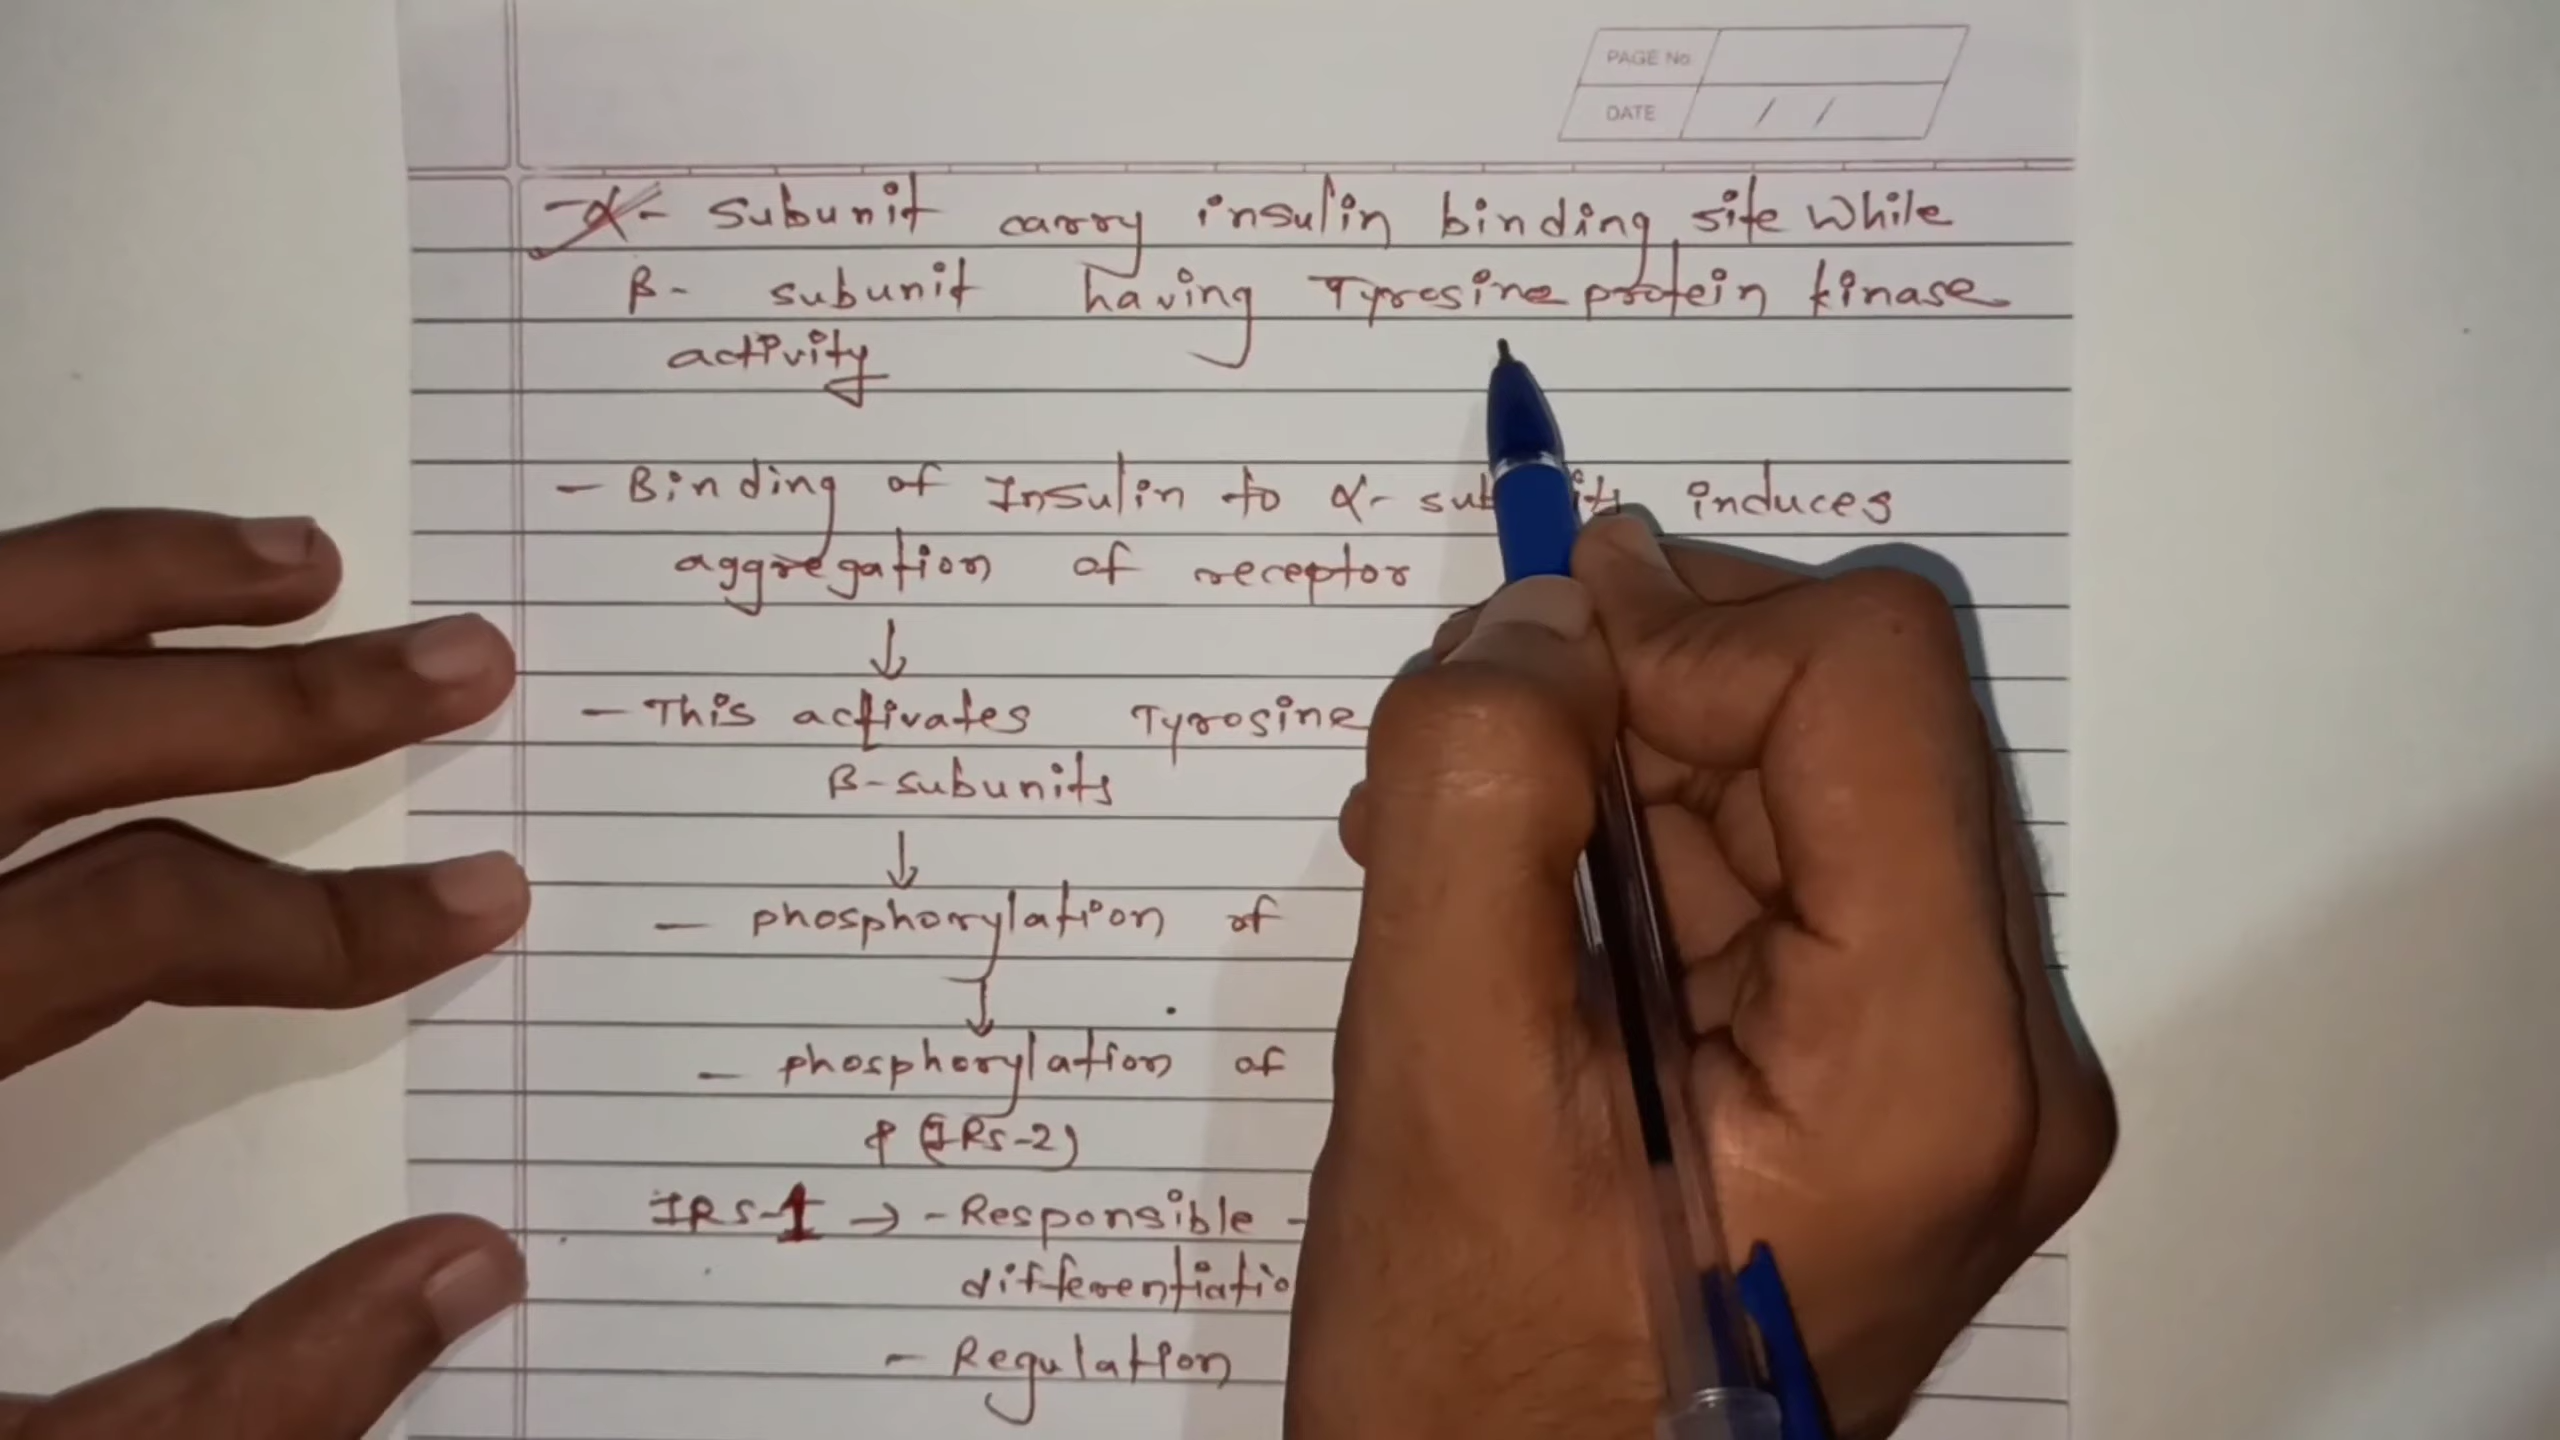 PAGE No.
DATE / /
- α - Subunit carry insulin binding site While
β - subunit having Tyrosine protein kinase
activity
- Binding of Insulin to α - induces
aggregation of receptor
↓
- This activates Tyrosine
β-subunits
↓
- phosphorylation of
↓
- phosphorylation of
& (IRS-2)
IRS-1 → - Responsible -
differentiatio
- Regulation